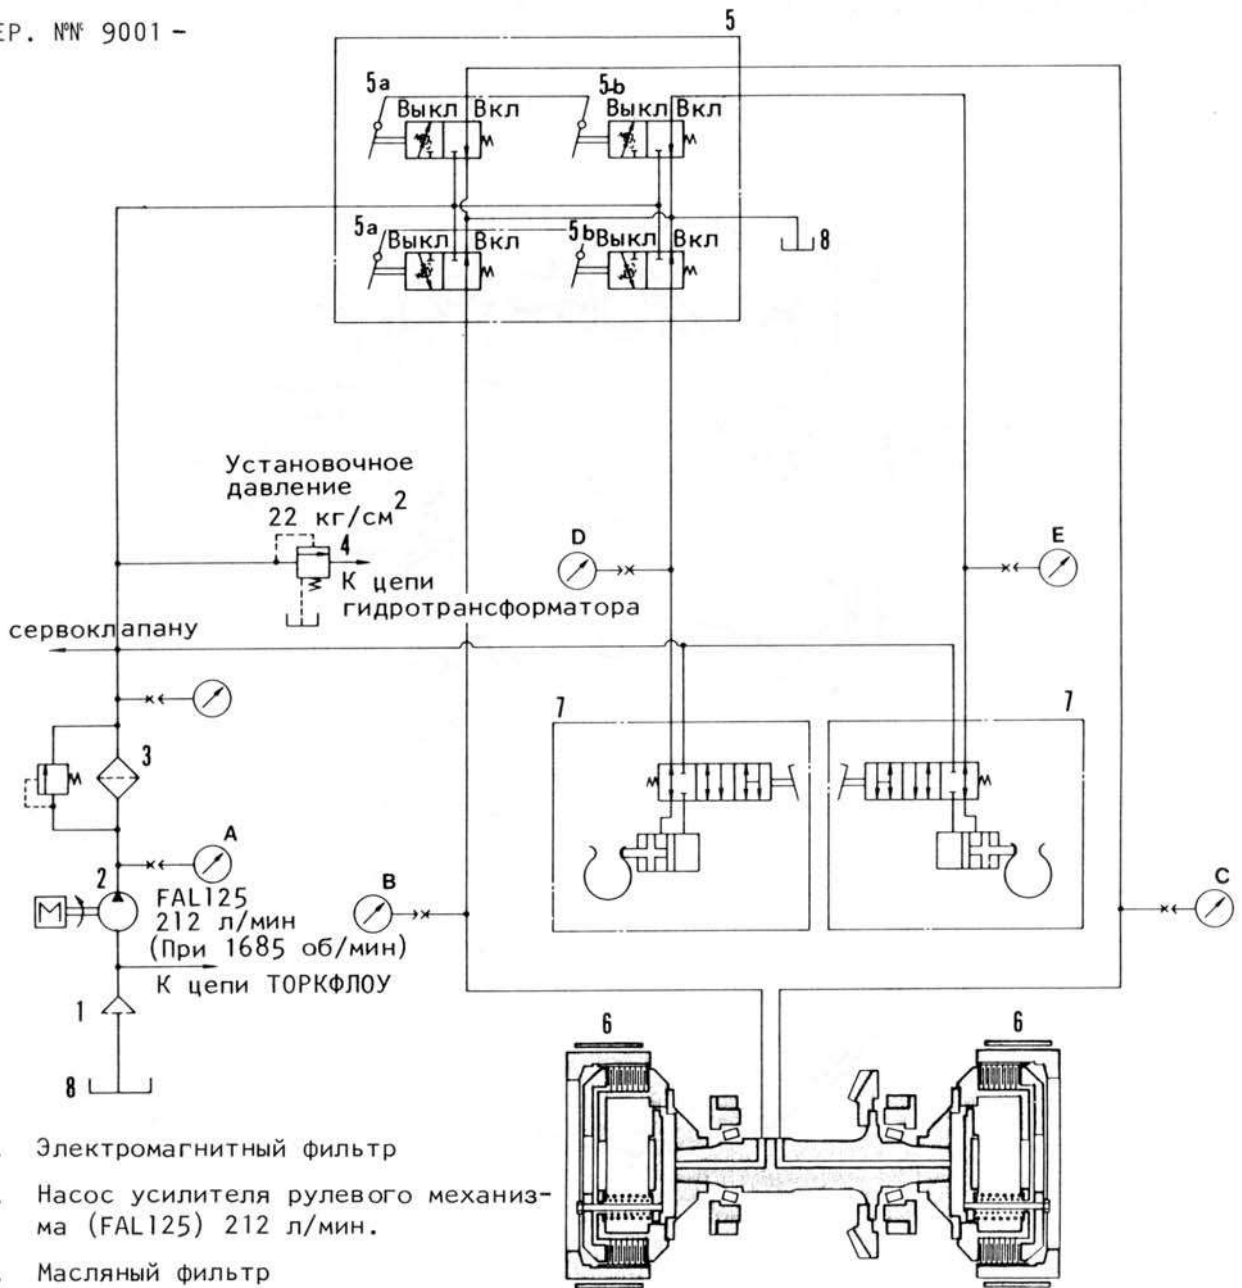 ЕР. №№ 9001 -
5
5a
Выкл Вкл
5-b
Выкл Вкл
5a
Выкл Вкл
5b
Выкл Вкл
8
Установочное
давление
22 кг/см²
4
К цепи
гидротрансформатора
D
E
сервоклапану
7
7
3
A
2
FAL125
212 л/мин
(При 1685 об/мин)
M
B
C
К цепи ТОРКФЛОУ
1
6
6
8
Электромагнитный фильтр
Насос усилителя рулевого механиз-
ма (FAL125) 212 л/мин.
Масляный фильтр